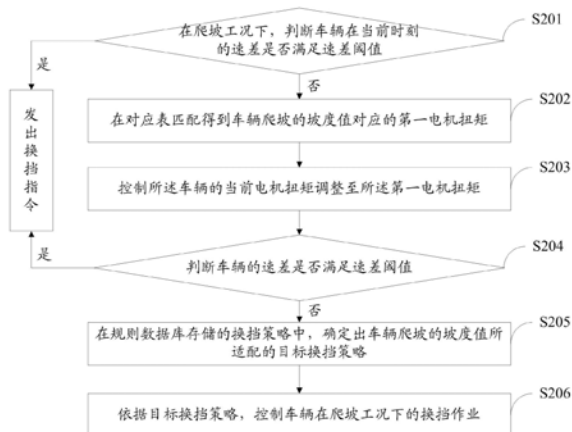 在爬坡工况下，判断车辆在当前时刻
的速差是否满足速差阈值
S201
是
否
发出换挡指令
在对应表匹配得到车辆爬坡的坡度值对应的第一电机扭矩
S202
控制所述车辆的当前电机扭矩调整至所述第一电机扭矩
S203
判断车辆的速差是否满足速差阈值
S204
是
否
在规则数据库存储的换挡策略中，确定出车辆爬坡的坡度值所
适配的目标换挡策略
S205
依据目标换挡策略，控制车辆在爬坡工况下的换挡作业
S206